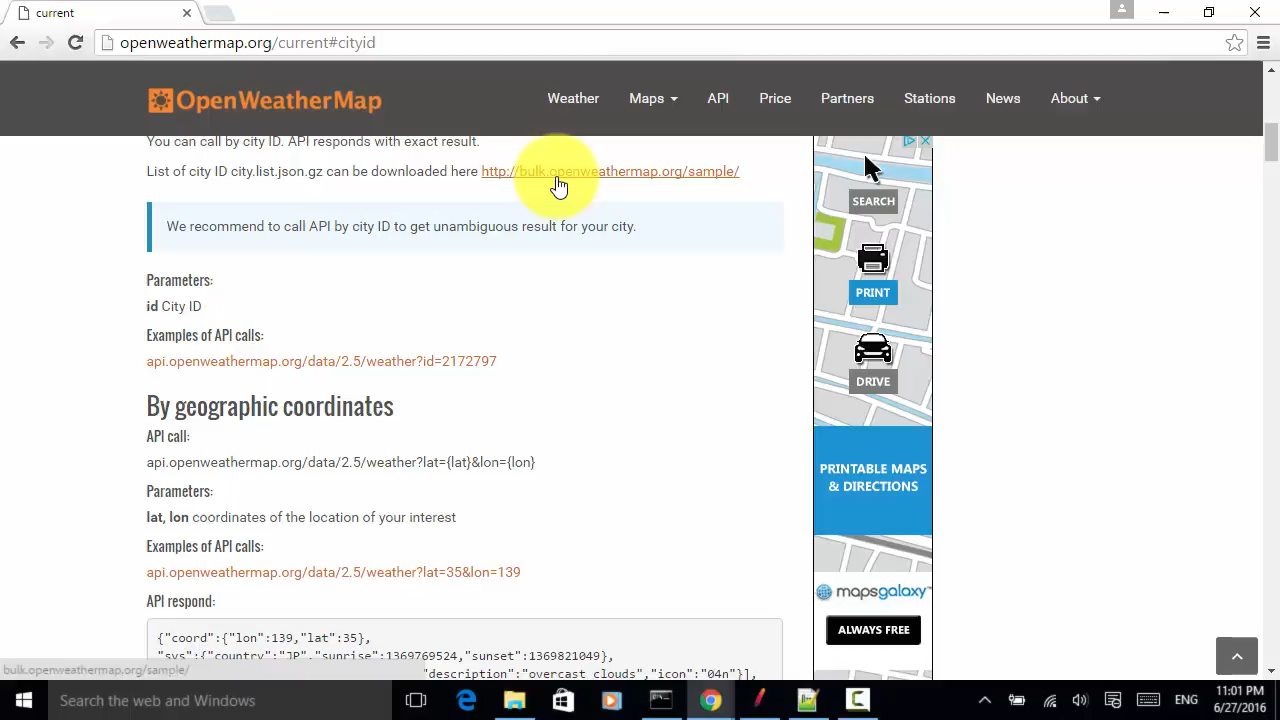 current
openweathermap.org/current#cityid
OpenWeatherMap
Weather
Maps
API
Price
Partners
Stations
News
About
You can call by city ID. API responds with exact result.
List of city ID city.list.json.gz can be downloaded here http://bulk.openweathermap.org/sample/
We recommend to call API by city ID to get unambiguous result for your city.
Parameters:
id City ID
Examples of API calls:
api.openweathermap.org/data/2.5/weather?id=2172797
By geographic coordinates
API call:
api.openweathermap.org/data/2.5/weather?lat={lat}&lon={lon}
Parameters:
lat, lon coordinates of the location of your interest
Examples of API calls:
api.openweathermap.org/data/2.5/weather?lat=35&lon=139
API respond:
{"coord":{"lon":139,"lat":35},
"sys":{"country":"JP","sunrise":1369769524,"sunset":1369821049},
"description":"overcast clouds","icon":"04n"}],
SEARCH
PRINT
DRIVE
PRINTABLE MAPS
& DIRECTIONS
mapsgalaxy
ALWAYS FREE
bulk.openweathermap.org/sample/
Search the web and Windows
ENG
11:01 PM
6/27/2016